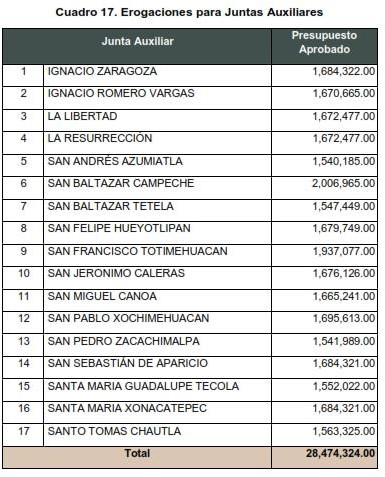 Cuadro 17. Erogaciones para Juntas Auxiliares
Junta Auxiliar Presupuesto Aprobado
1 IGNACIO ZARAGOZA 1,684,322.00
2 IGNACIO ROMERO VARGAS 1,670,665.00
3 LA LIBERTAD 1,672,477.00
4 LA RESURRECCIÓN 1,672,477.00
5 SAN ANDRÉS AZUMIATLA 1,540,185.00
6 SAN BALTAZAR CAMPECHE 2,006,965.00
7 SAN BALTAZAR TETELA 1,547,449.00
8 SAN FELIPE HUEYOTLIPAN 1,679,749.00
9 SAN FRANCISCO TOTIMEHUACAN 1,937,077.00
10 SAN JERONIMO CALERAS 1,676,126.00
11 SAN MIGUEL CANOA 1,665,241.00
12 SAN PABLO XOCHIMEHUACAN 1,695,613.00
13 SAN PEDRO ZACACHIMALPA 1,541,989.00
14 SAN SEBASTIÁN DE APARICIO 1,684,321.00
15 SANTA MARIA GUADALUPE TECOLA 1,552,022.00
16 SANTA MARIA XONACATEPEC 1,684,321.00
17 SANTO TOMAS CHAUTLA 1,563,325.00
Total 28,474,324.00